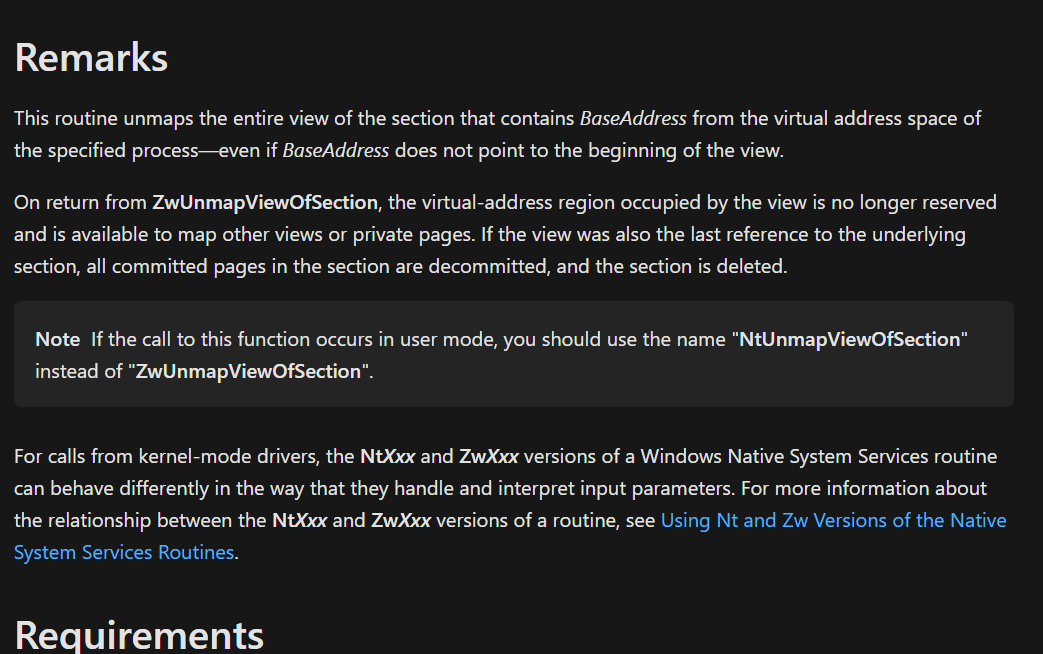 Remarks
This routine unmaps the entire view of the section that contains BaseAddress from the virtual address space of
the specified process—even if BaseAddress does not point to the beginning of the view.
On return from ZwUnmapViewOfSection, the virtual-address region occupied by the view is no longer reserved
and is available to map other views or private pages. If the view was also the last reference to the underlying
section, all committed pages in the section are decommitted, and the section is deleted.
Note  If the call to this function occurs in user mode, you should use the name "NtUnmapViewOfSection"
instead of "ZwUnmapViewOfSection".
For calls from kernel-mode drivers, the NtXxx and ZwXxx versions of a Windows Native System Services routine
can behave differently in the way that they handle and interpret input parameters. For more information about
the relationship between the NtXxx and ZwXxx versions of a routine, see Using Nt and Zw Versions of the Native
System Services Routines.
Requirements